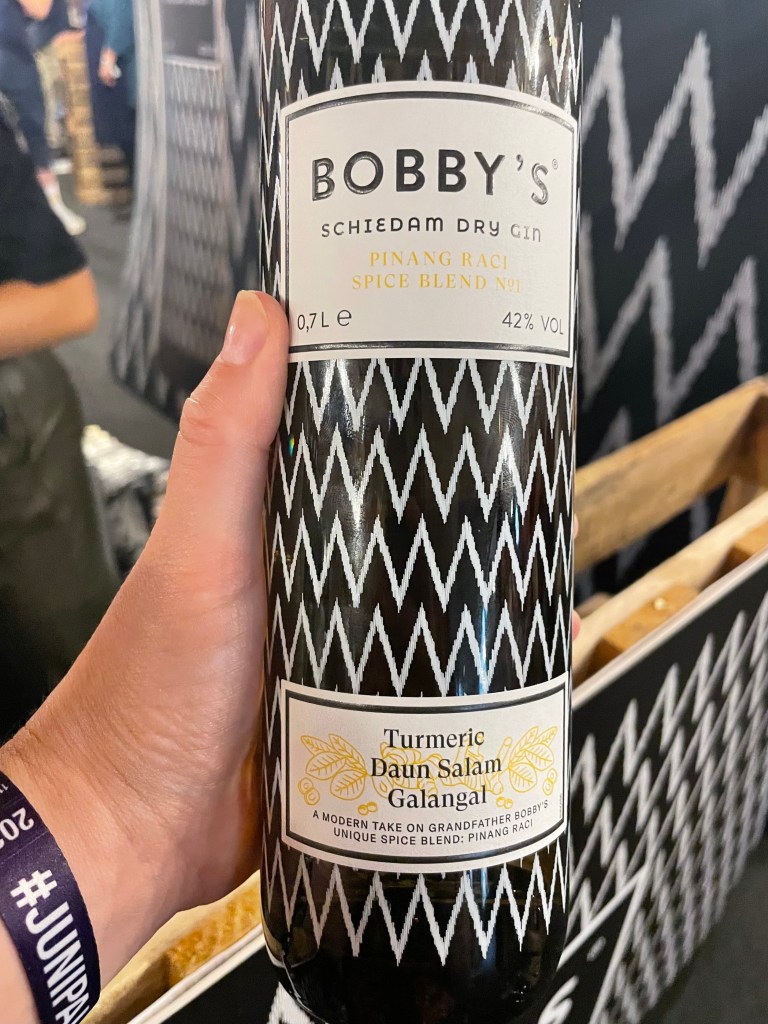 BOBBY'S®
SCHIEDAM DRY GIN
PINANG RACI
SPICE BLEND Nº1
0,7 L e
42% VOL
Turmeric
Daun Salam
Galangal
A MODERN TAKE ON GRANDFATHER BOBBY'S
UNIQUE SPICE BLEND: PINANG RACI
#JUNIPA